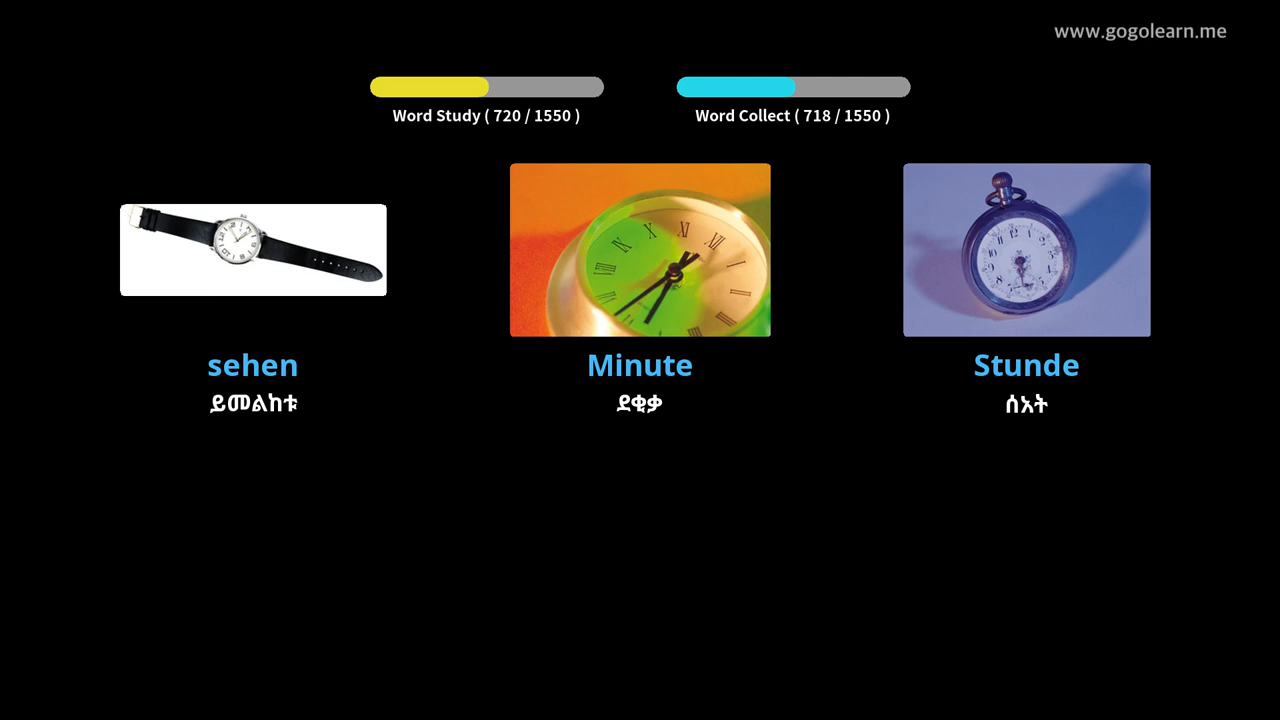 www.gogolearn.me
Word Study ( 720 / 1550 )
Word Collect ( 718 / 1550 )
sehen
ይመልከቱ
Minute
ደቂቃ
Stunde
ሰአት